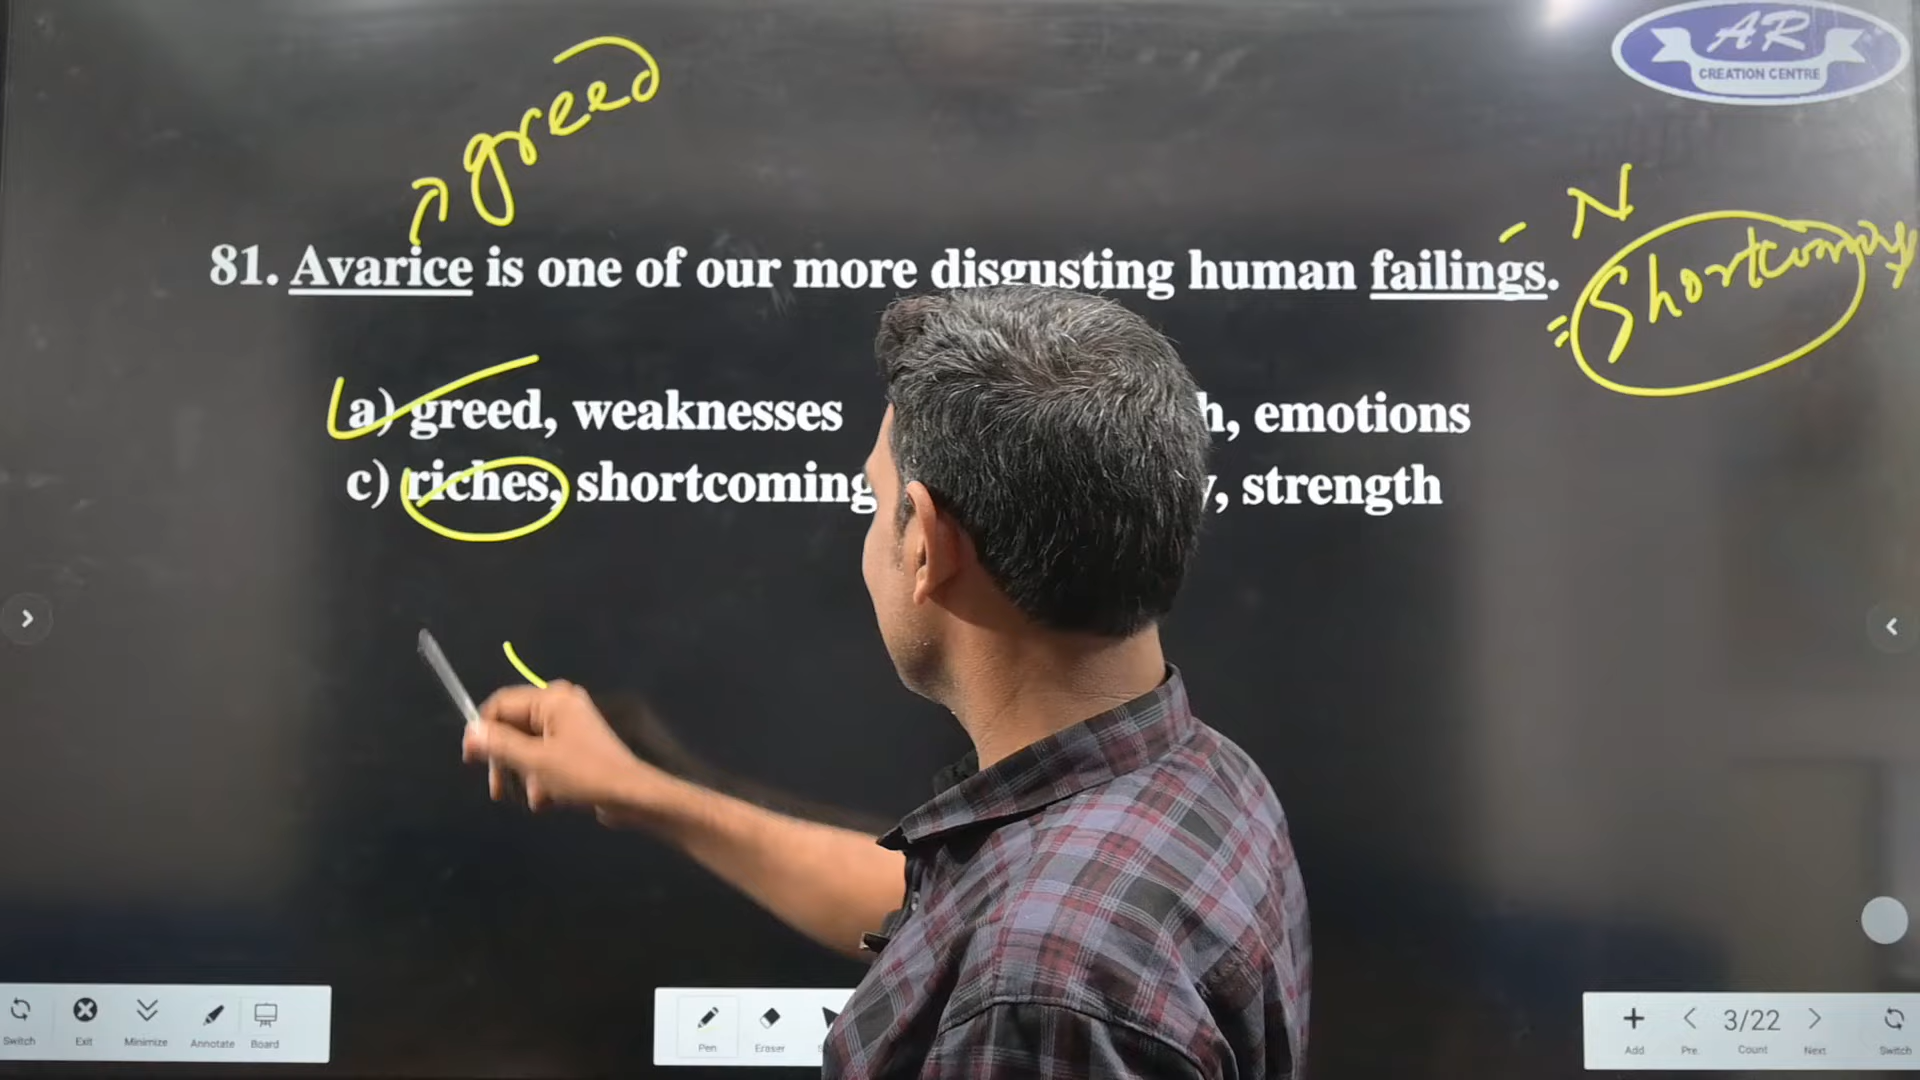 AR
CREATION CENTRE
greed
N
Shortcomings
81. Avarice is one of our more disgusting human failings.
a) greed, weaknesses
h, emotions
c) riches, shortcoming
y, strength
Switch
Exit
Minimize
Annotate
Board
Pen
Eraser
Add
Pre.
3/22
Count
Next
Switch